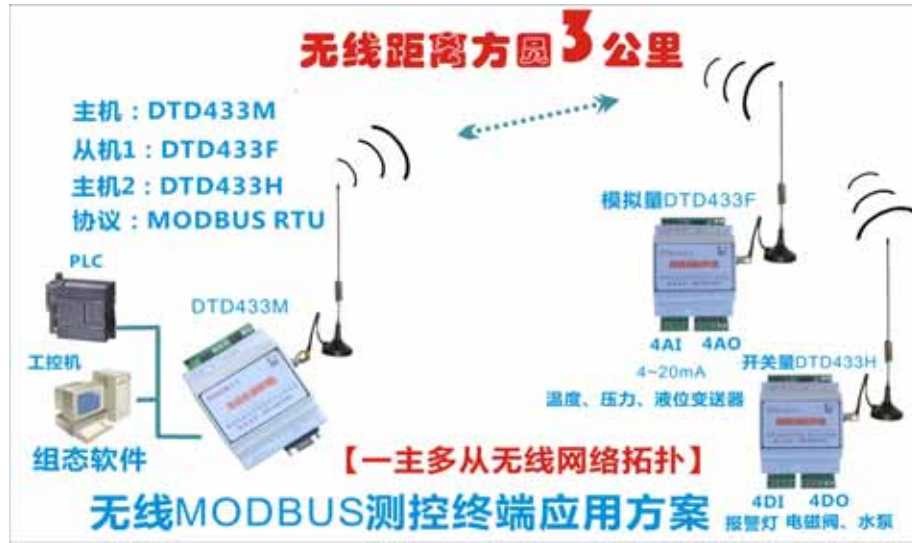 无线距离方圆3公里
主机：DTD433M
从机1：DTD433F
主机2：DTD433H
协议：MODBUS RTU
PLC
DTD433M
工控机
组态软件
模拟量DTD433F
4AI 4AO
4~20mA
温度、压力、液位变送器
开关量DTD433H
4DI 4DO
报警灯 电磁阀、水泵
【一主多从无线网络拓扑】
无线MODBUS测控终端应用方案